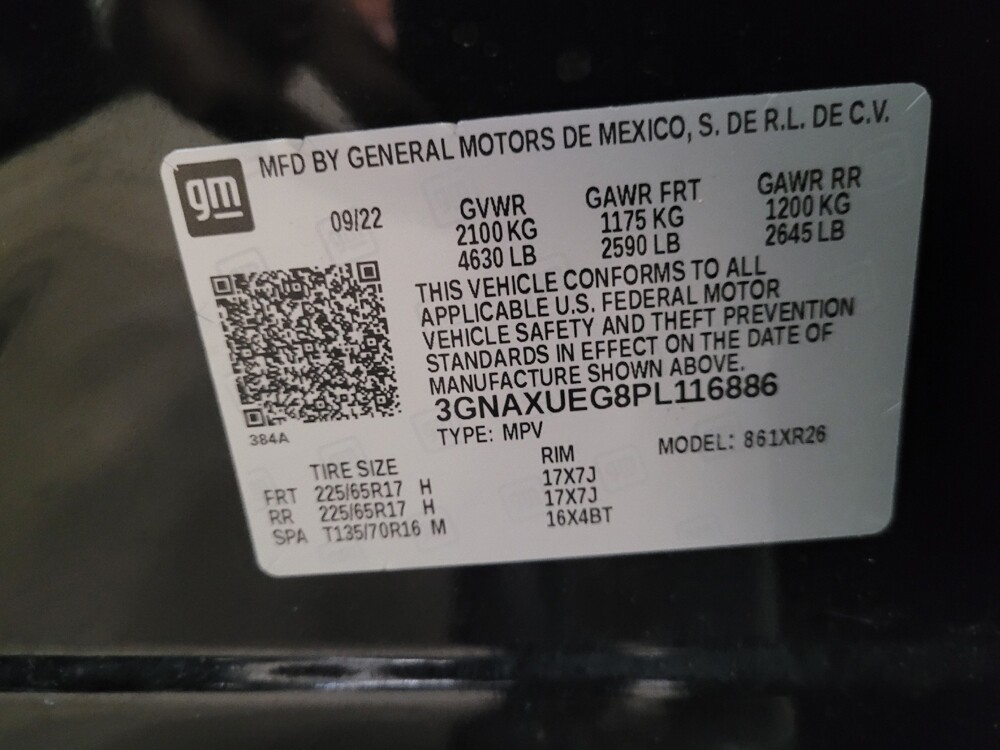 MFD BY GENERAL MOTORS DE MEXICO, S. DE R.L. DE C.V.
gm
09/22
GVWR GAWR FRT GAWR RR
2100 KG 1175 KG 1200 KG
4630 LB 2590 LB 2645 LB
THIS VEHICLE CONFORMS TO ALL
APPLICABLE U.S. FEDERAL MOTOR
VEHICLE SAFETY AND THEFT PREVENTION
STANDARDS IN EFFECT ON THE DATE OF
MANUFACTURE SHOWN ABOVE.
3GNAXUEG8PL116886
384A
TYPE: MPV MODEL: 861XR26
TIRE SIZE RIM
FRT 225/65R17 H 17X7J
RR 225/65R17 H 17X7J
SPA T135/70R16 M 16X4BT